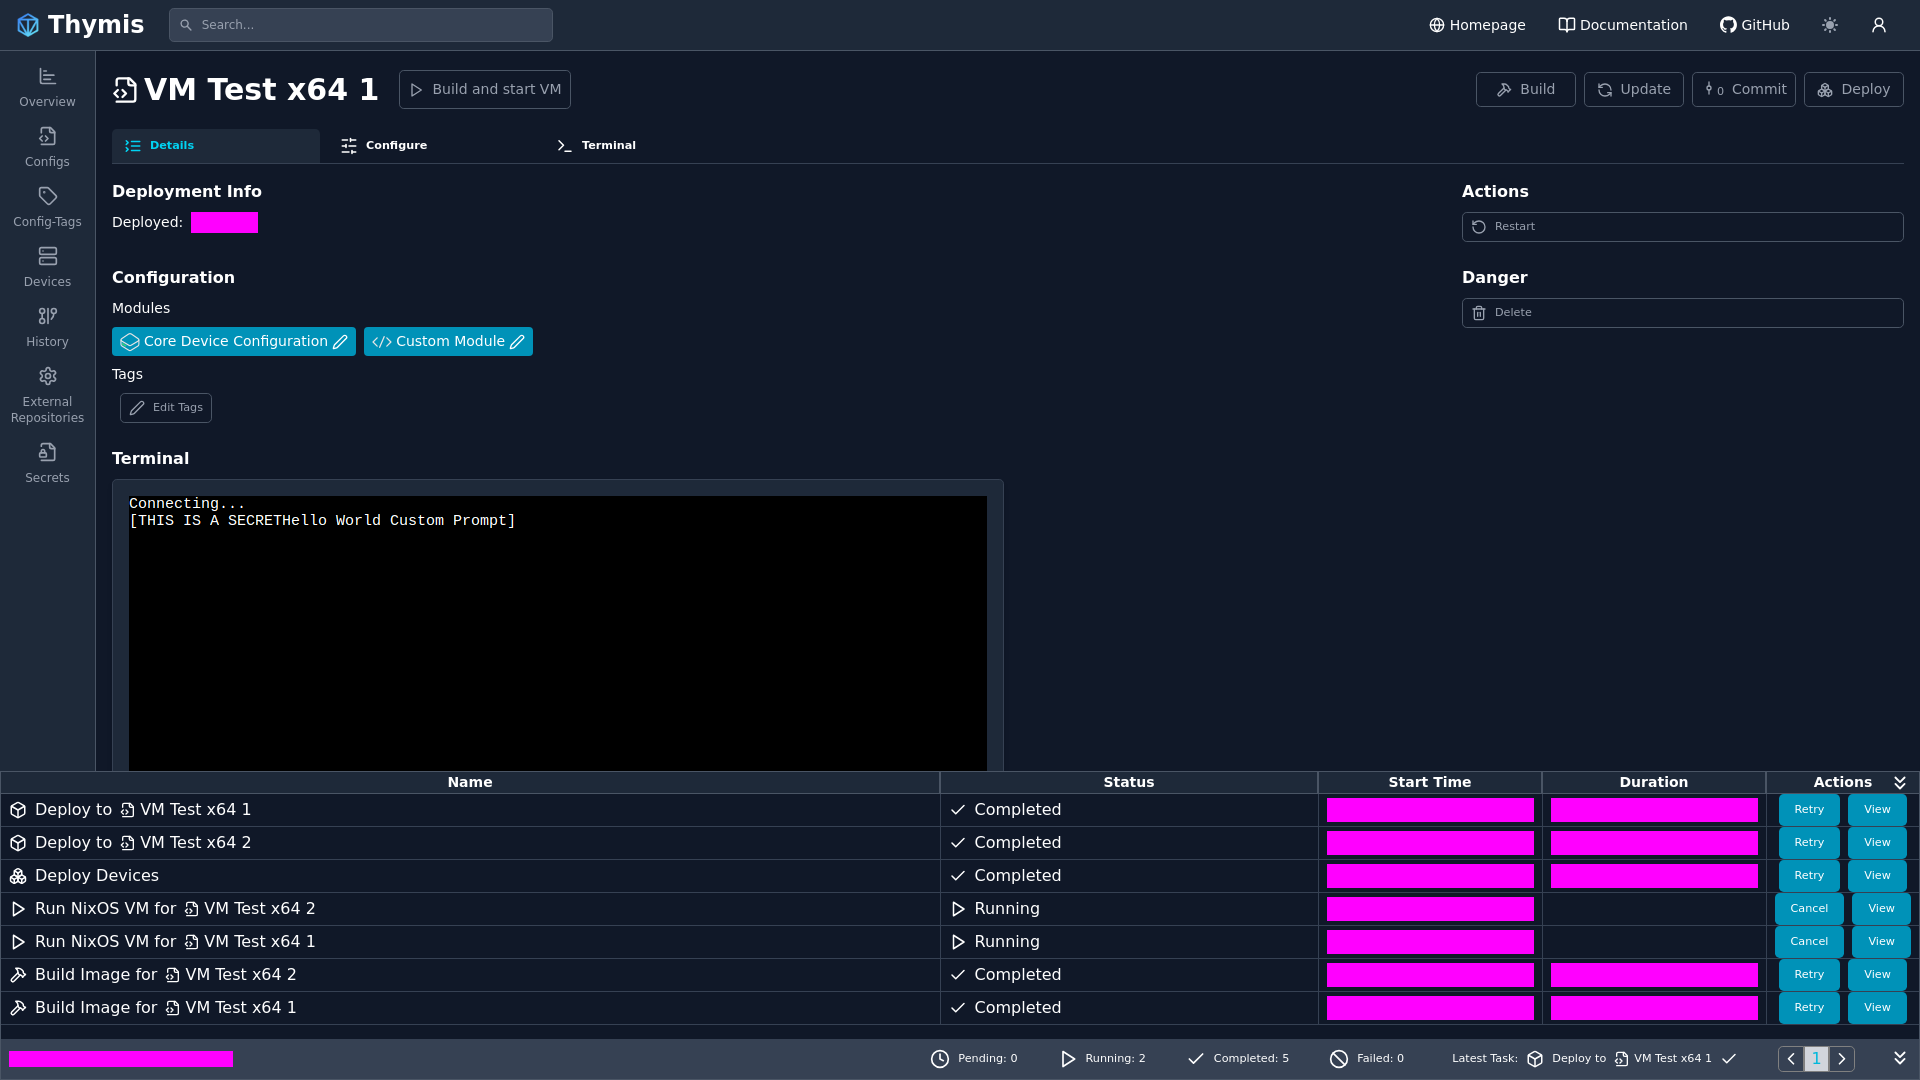 Thymis
Search...
Homepage
Documentation
GitHub
Overview
Configs
Config-Tags
Devices
History
External
Repositories
Secrets
VM Test x64 1
Build and start VM
Build
Update
0 Commit
Deploy
Details
Configure
Terminal
Deployment Info
Deployed:
Configuration
Modules
Core Device Configuration
Custom Module
Tags
Edit Tags
Actions
Restart
Danger
Delete
Terminal
Connecting...
[THIS IS A SECRETHello World Custom Prompt]
Name Status Start Time Duration Actions
Deploy to VM Test x64 1 Completed Retry View
Deploy to VM Test x64 2 Completed Retry View
Deploy Devices Completed Retry View
Run NixOS VM for VM Test x64 2 Running Cancel View
Run NixOS VM for VM Test x64 1 Running Cancel View
Build Image for VM Test x64 2 Completed Retry View
Build Image for VM Test x64 1 Completed Retry View
Pending: 0 Running: 2 Completed: 5 Failed: 0 Latest Task: Deploy to VM Test x64 1 1